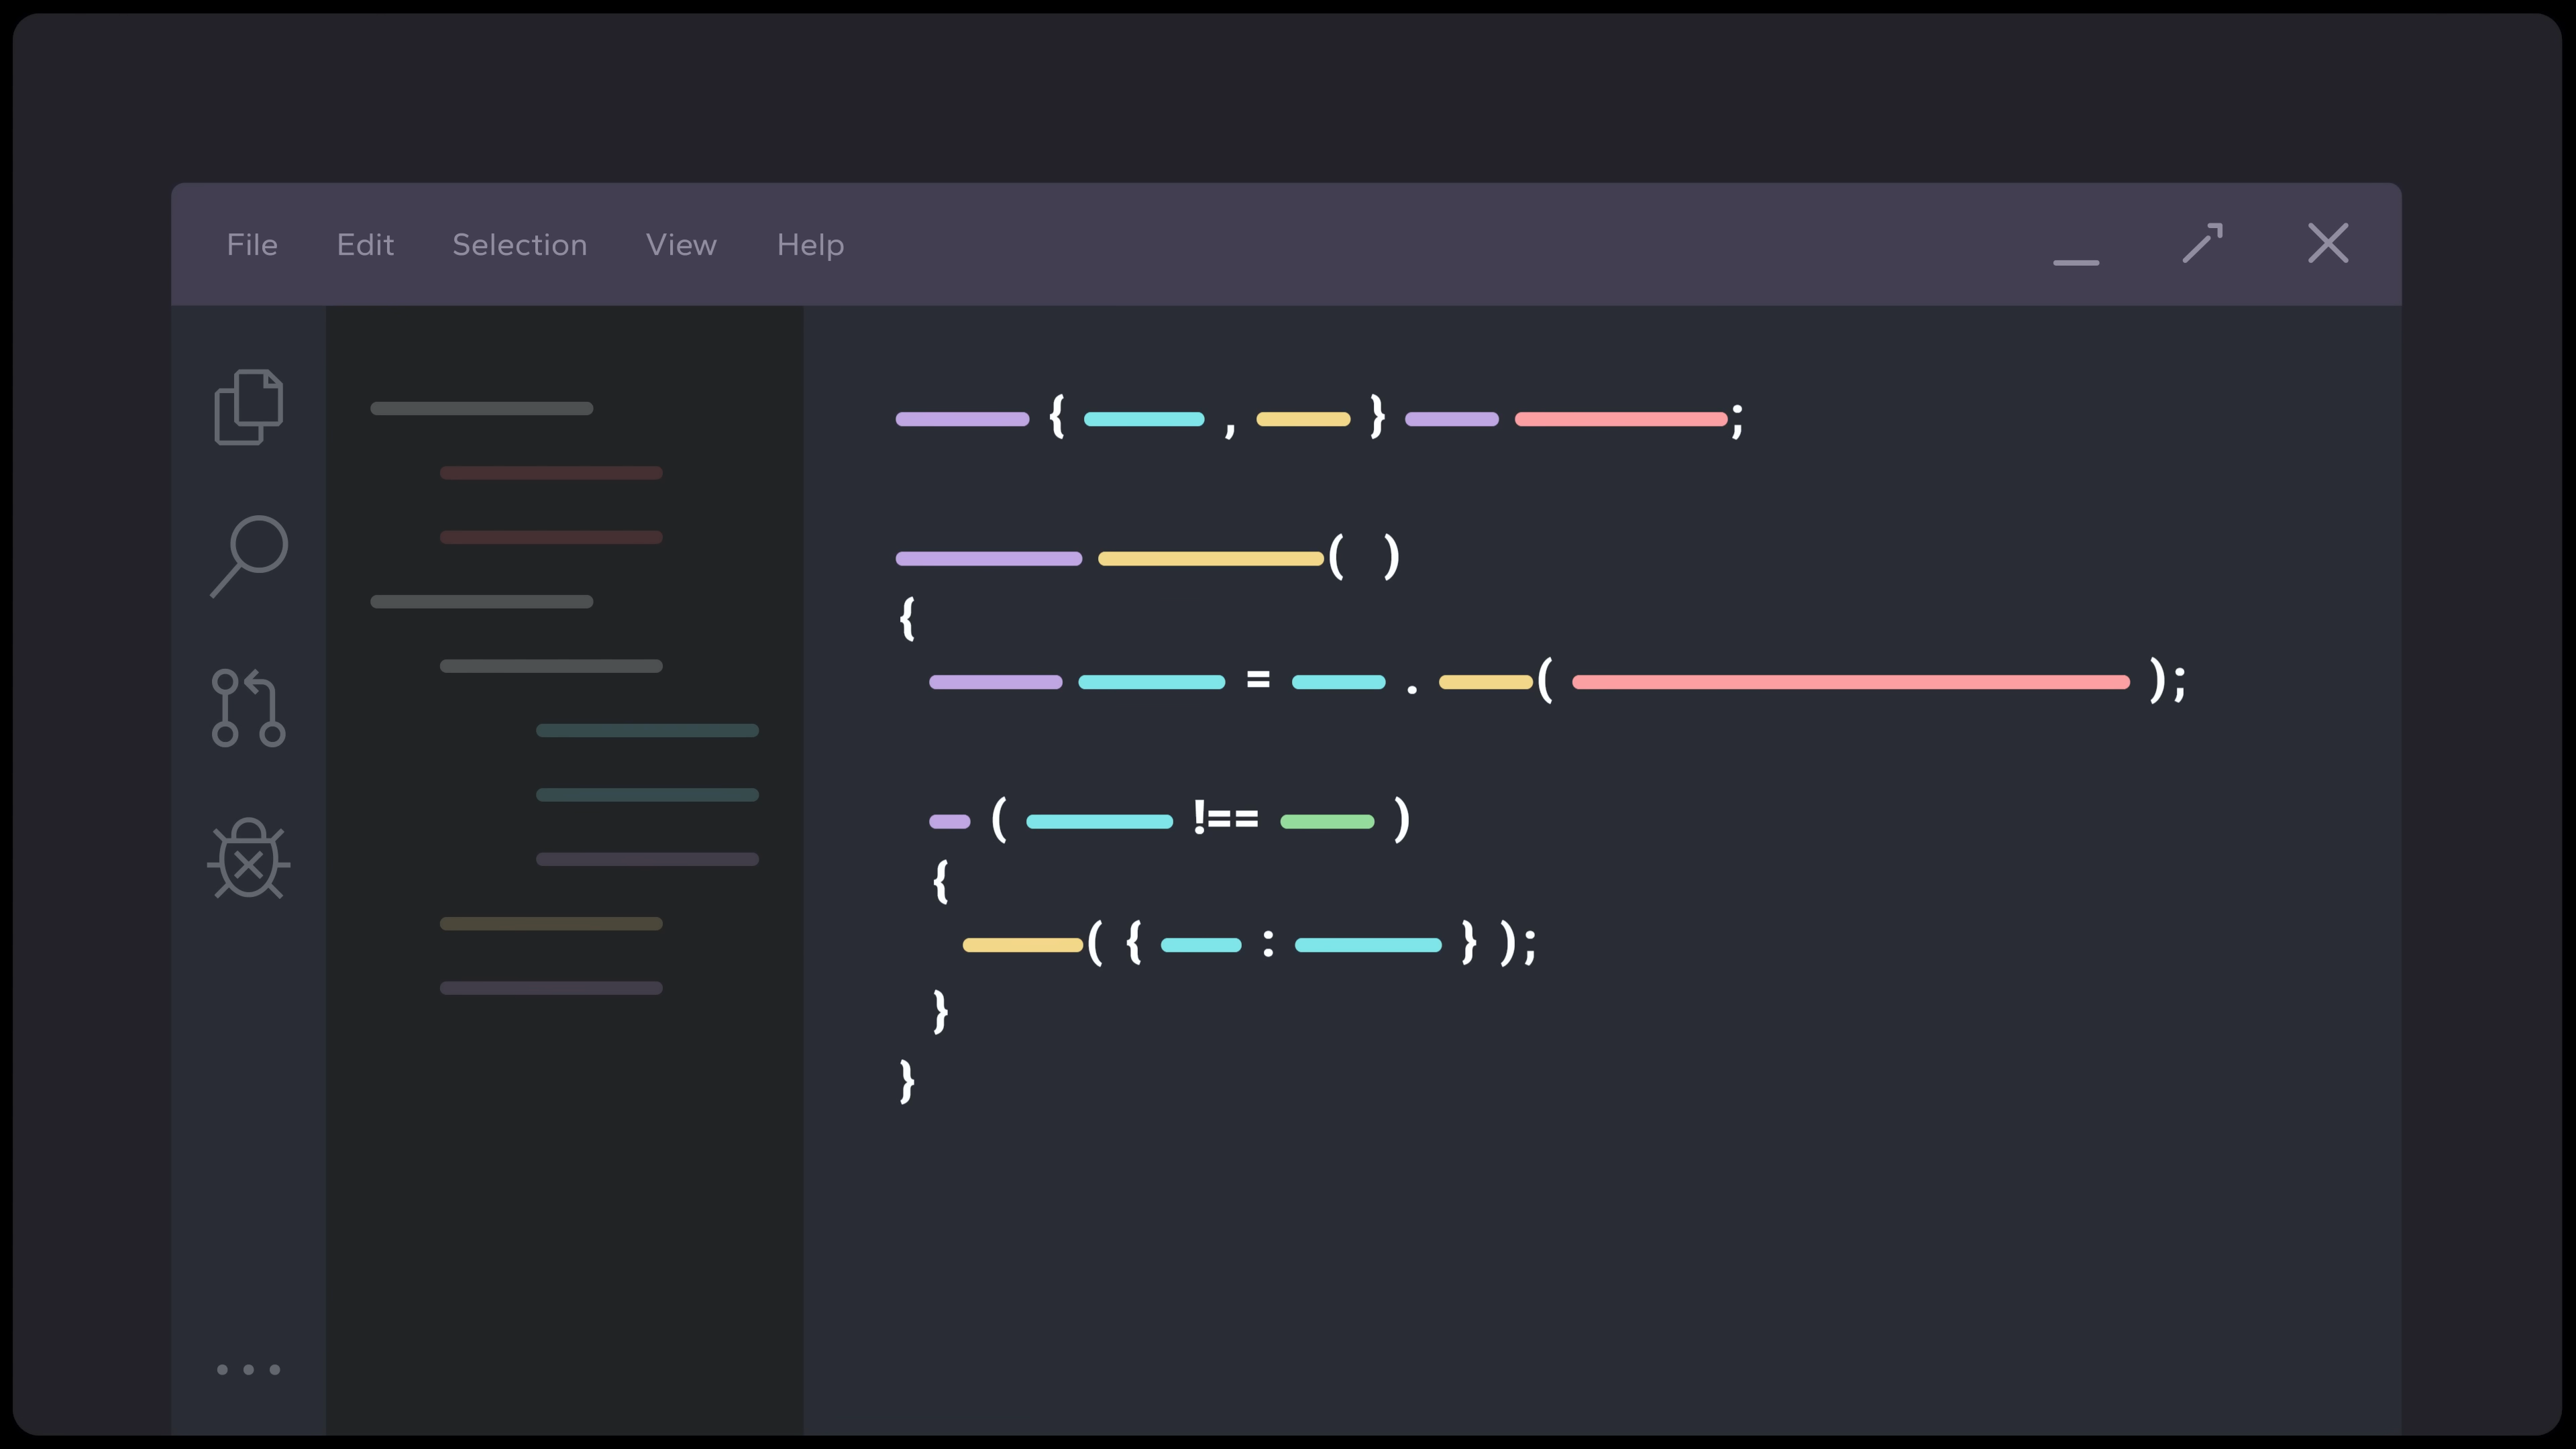 File Edit Selection View Help
{ , } ;
( )
{
= . ( );
( !== )
{
( { : } );
}
}